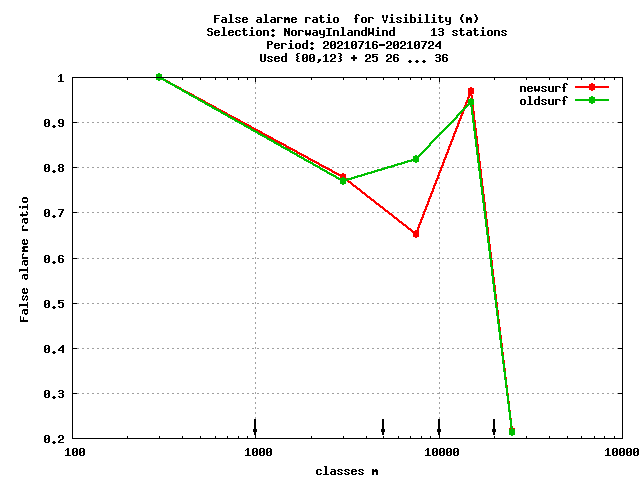 False alarme ratio  for Visibility (m)
Selection: NorwayInlandWind     13 stations
Period: 20210716-20210724
Used {00,12} + 25 26 ... 36
newsurf
oldsurf
1
0.9
0.8
0.7
0.6
0.5
0.4
0.3
0.2
False alarme ratio
100
1000
10000
10000
classes m